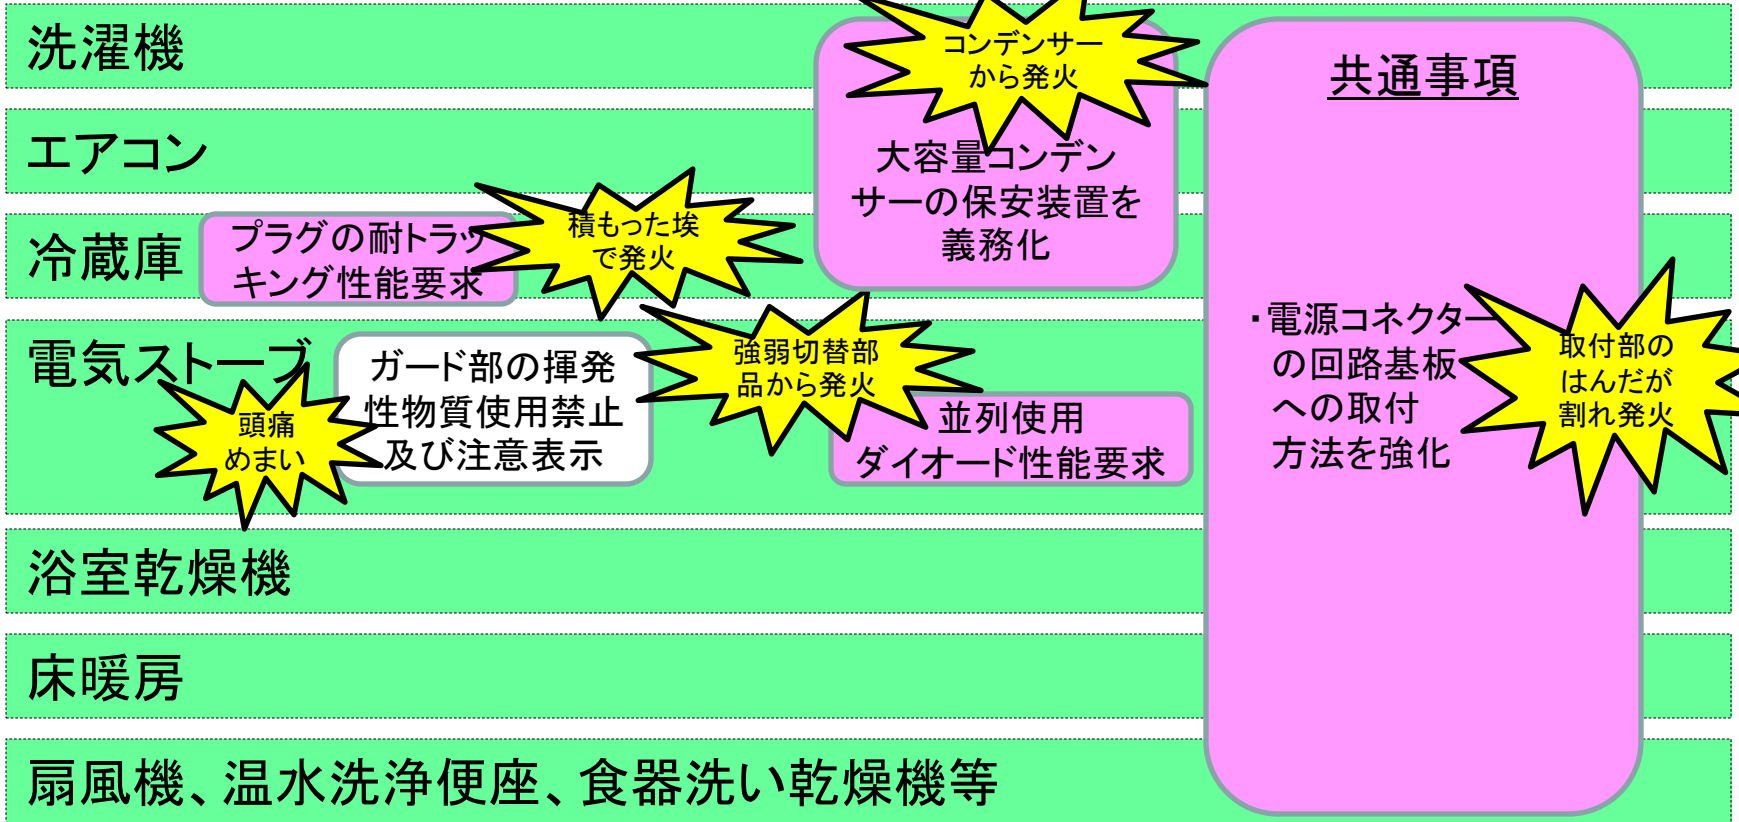 洗濯機
コンデンサー
から発火
共通事項
エアコン
大容量コンデン
サーの保安装置を
義務化
冷蔵庫
プラグの耐トラッ
キング性能要求
積もった埃
で発火
電気ストーブ
頭痛
めまい
ガード部の揮発
性物質使用禁止
及び注意表示
強弱切替部
品から発火
並列使用
ダイオード性能要求
・電源コネクター
の回路基板
への取付
方法を強化
取付部の
はんだが
割れ発火
浴室乾燥機
床暖房
扇風機、温水洗浄便座、食器洗い乾燥機等